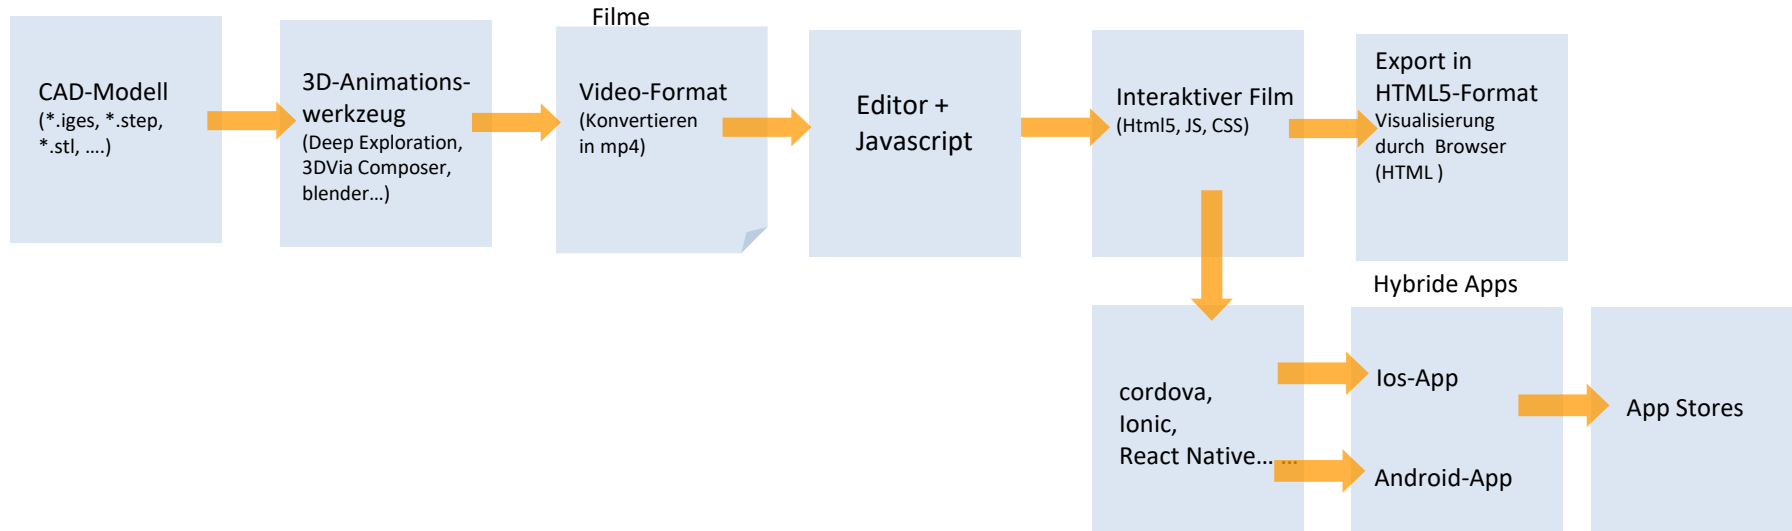 Filme
CAD-Modell
(*.iges, *.step,
*.stl, ....)
3D-Animations-
werkzeug
(Deep Exploration,
3DVia Composer,
blender...)
Video-Format
(Konvertieren
in mp4)
Editor +
Javascript
Interaktiver Film
(Html5, JS, CSS)
Export in
HTML5-Format
Visualisierung
durch Browser
(HTML )
Hybride Apps
cordova,
Ionic,
React Native... ...
Ios-App
Android-App
App Stores